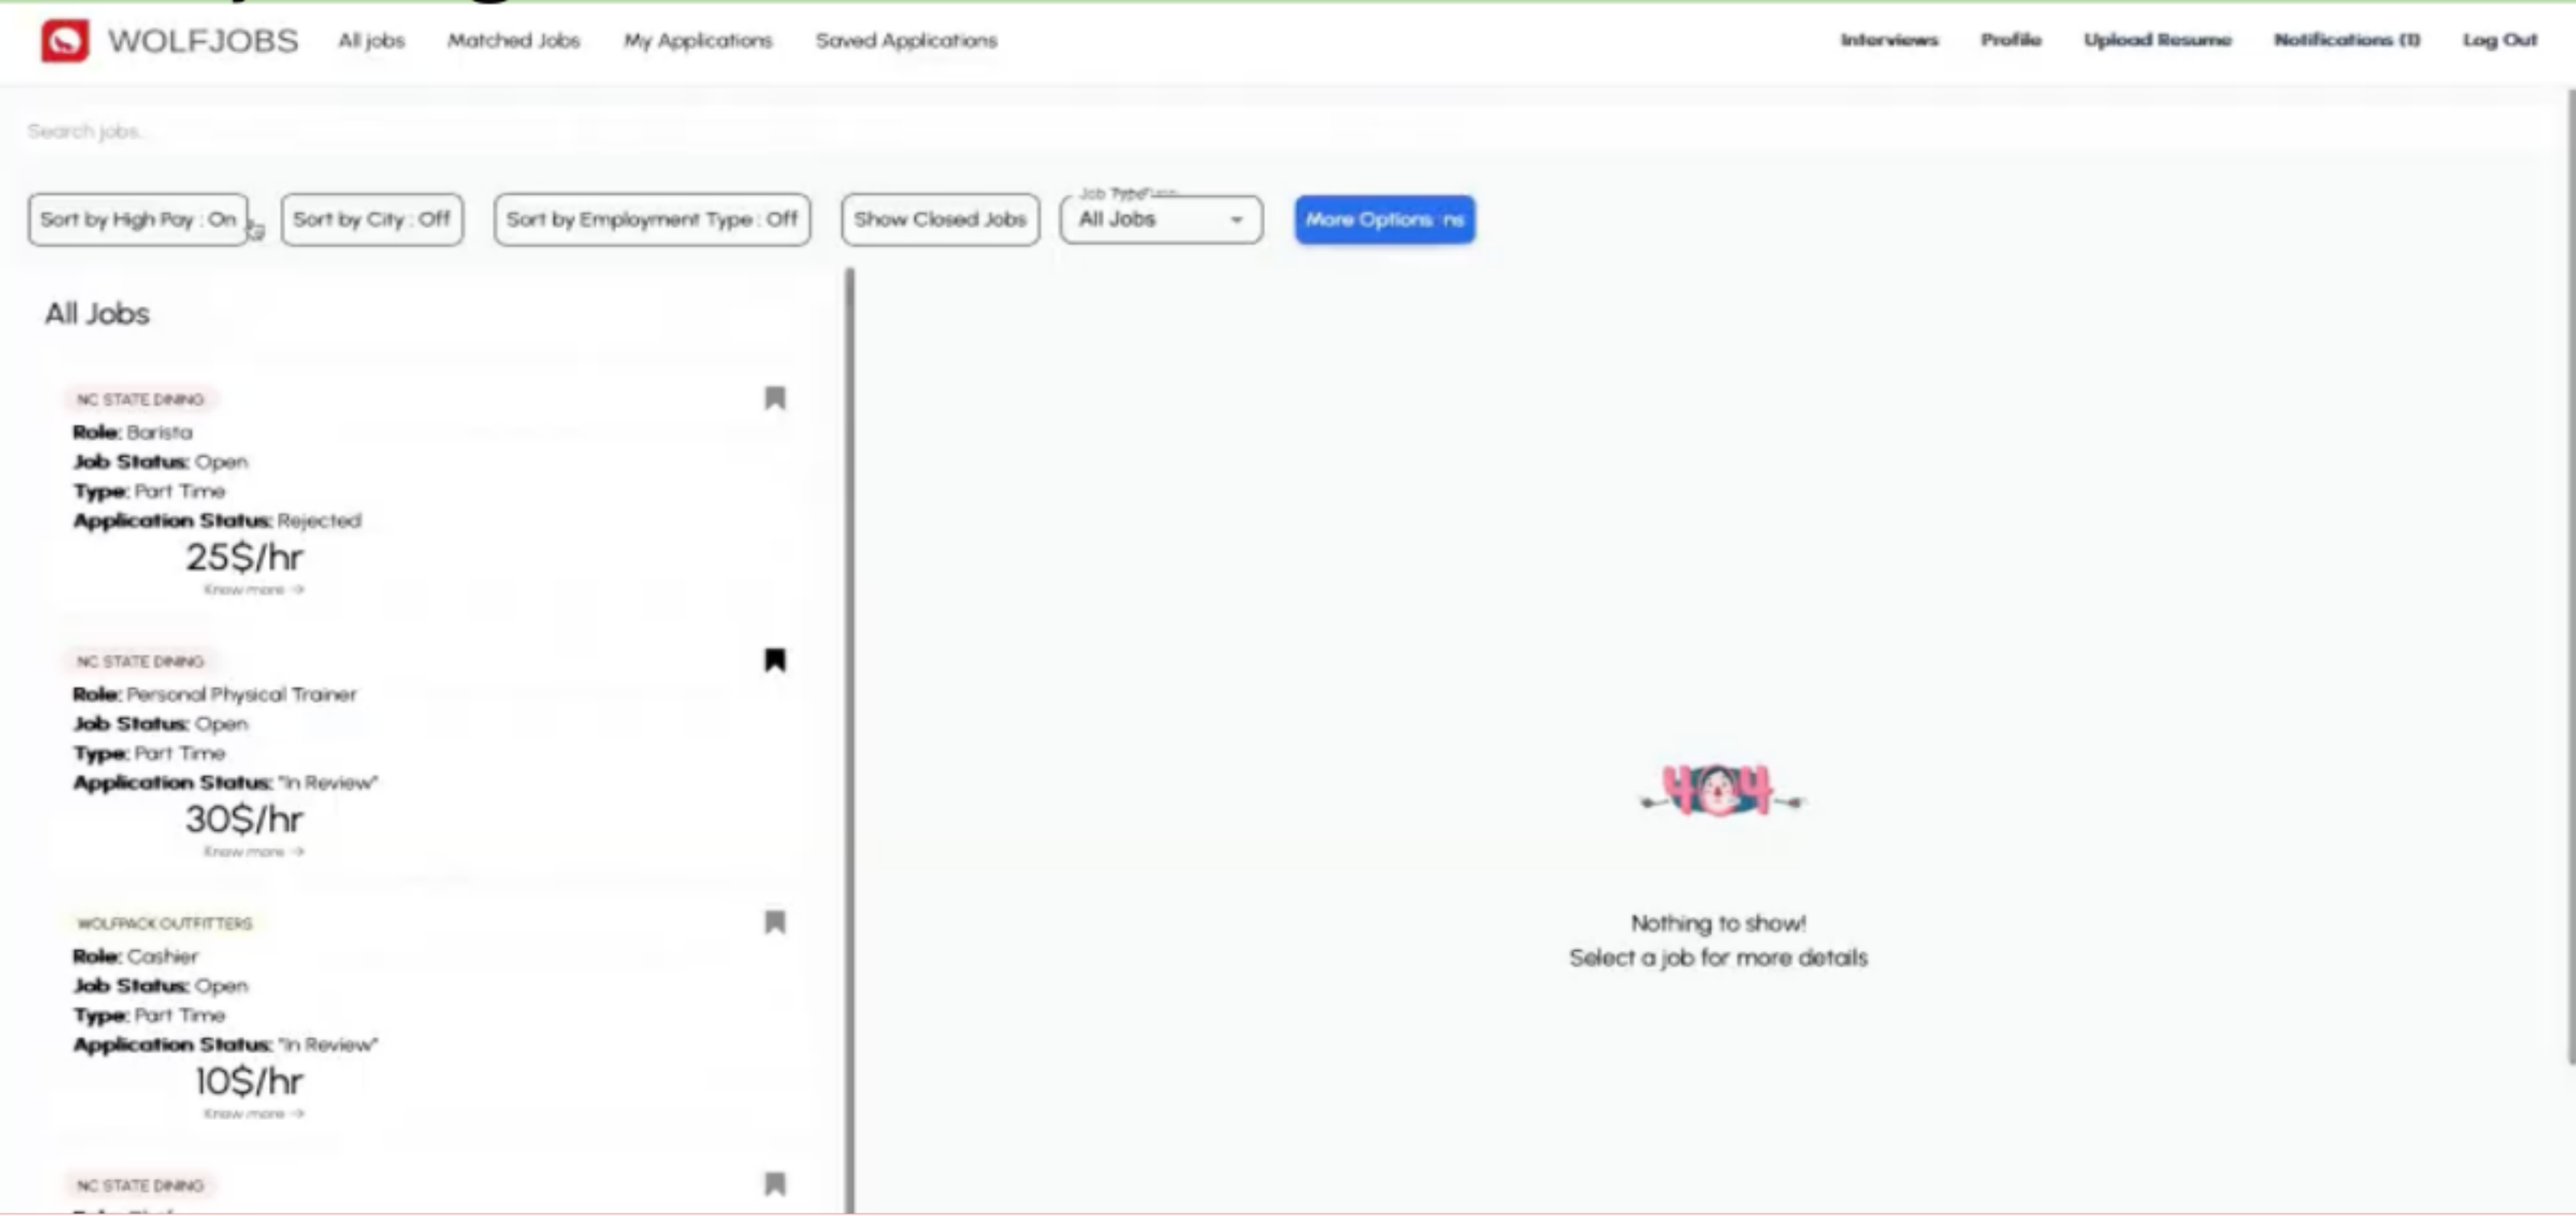 WOLFJOBS All jobs Matched Jobs My Applications Saved Applications Interviews Profile Upload Resume Notifications (1) Log Out
Search jobs...
Sort by High Pay : On Sort by City : Off Sort by Employment Type : Off Show Closed Jobs Job Type All Jobs More Options ns
All Jobs
NC STATE DINING
Role: Barista
Job Status: Open
Type: Part Time
Application Status: Rejected
25$/hr
Know more →
NC STATE DINING
Role: Personal Physical Trainer
Job Status: Open
Type: Part Time
Application Status: "In Review"
30$/hr
Know more →
404
Nothing to show!
Select a job for more details
WOLFPACK OUTFITTERS
Role: Cashier
Job Status: Open
Type: Part Time
Application Status: "In Review"
10$/hr
Know more →
NC STATE DINING